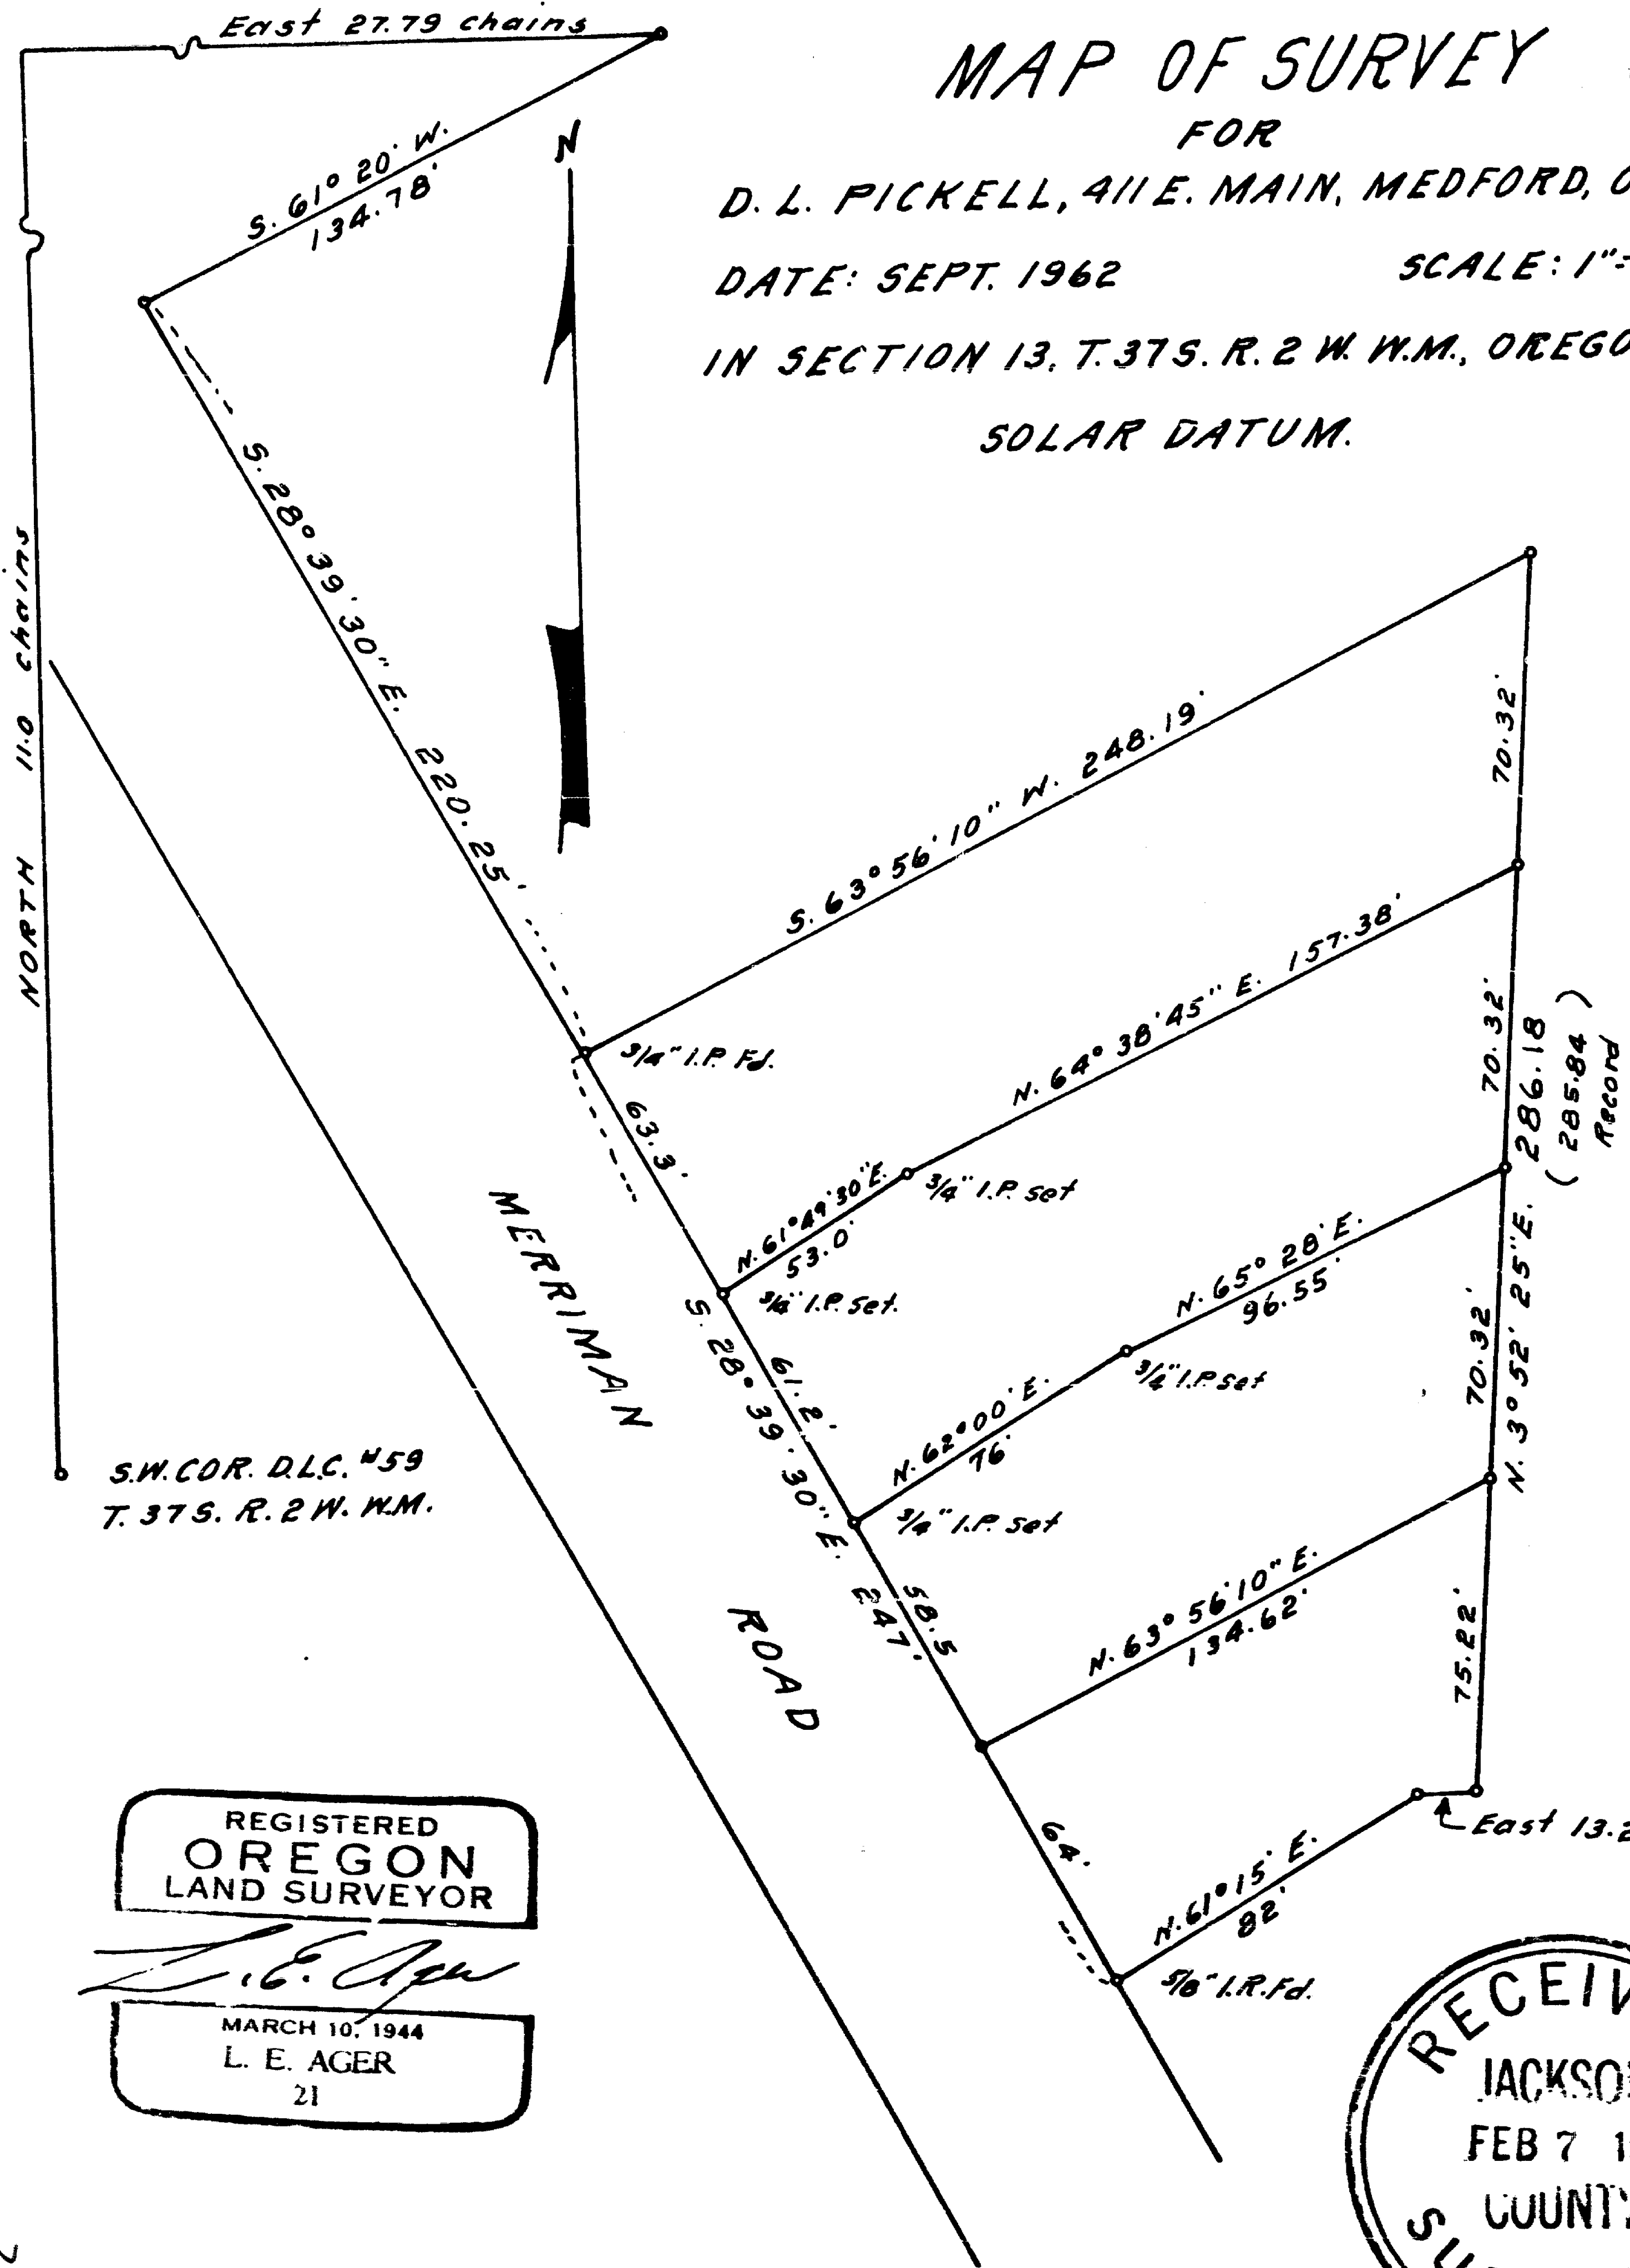 East 27.79 chains
MAP OF SURVEY
FOR
D. L. PICKELL, 411 E. MAIN, MEDFORD, O
DATE: SEPT. 1962
SCALE: 1"=
IN SECTION 13, T. 37 S. R. 2 W. W.M., OREGO
SOLAR DATUM.
N
S. 61° 20' W.
134.78'
NORTH 11.0 chains
S. 28° 39' 30" E. 220.25'
S. 63° 56' 10" W. 248.19'
70.32'
N. 64° 38' 45" E. 157.38'
3/4" I.P. Fd.
63.3'
70.32'
N. 3° 52' 25" E. 286.18
(285.84)
Record
N. 61° 49' 30" E.
53.0'
3/4" I.P. set
3/4" I.P. set.
MERRIMAN
ROAD
S. 28° 39' 30" E. 247.'
61.2'
N. 65° 28' E.
96.55'
70.32'
3/4" I.P. set
N. 62° 00' E.
76'
3/4" I.P. set
S.W. COR. D.L.C. #59
T. 37 S. R. 2 W. W.M.
58.5
N. 63° 56' 10" E.
134.62'
75.22'
64.'
East 13.2
N. 61° 15' E.
82'
5/8" I.R. Fd.
REGISTERED
OREGON
LAND SURVEYOR
L. E. Ager
MARCH 10, 1944
L. E. AGER
21
RECEIV
JACKSO
FEB 7 1
COUNTY
SU